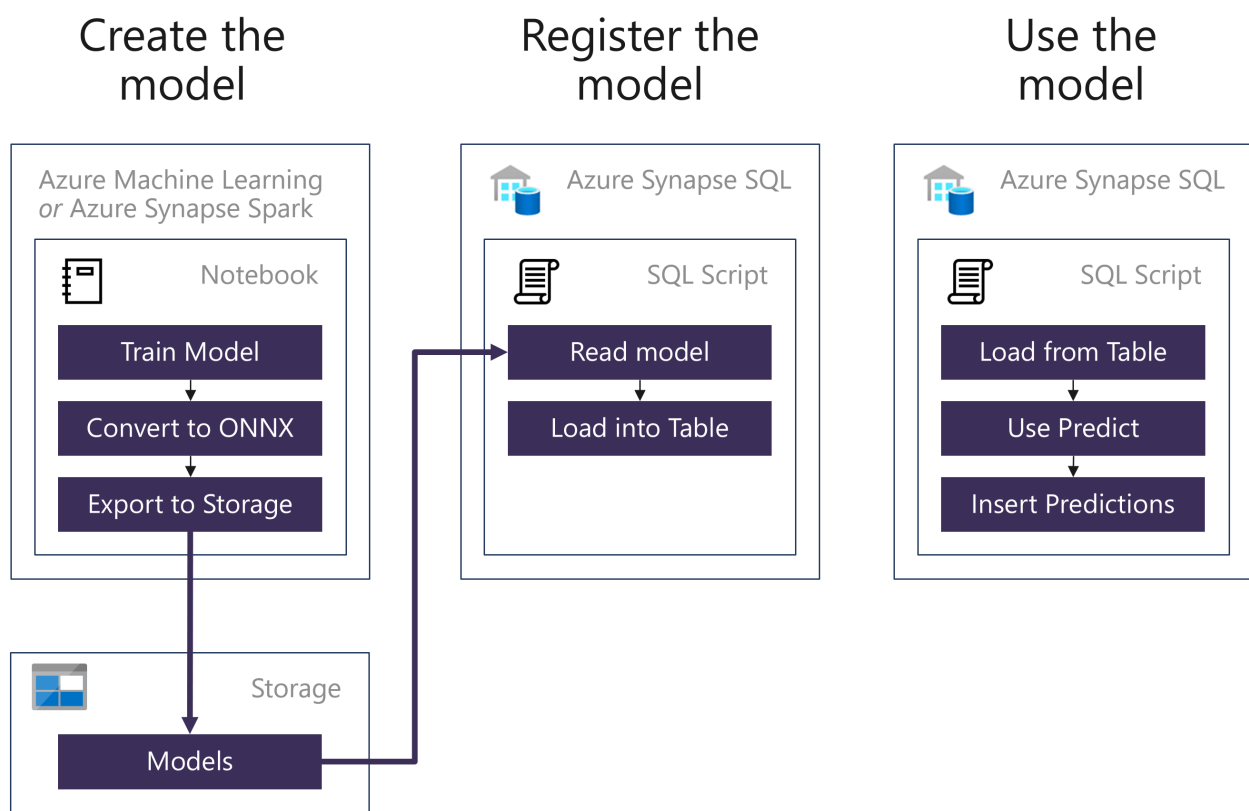 Create the
model
Register the
model
Use the
model
Azure Machine Learning
or Azure Synapse Spark
Notebook
Train Model
Convert to ONNX
Export to Storage
Storage
Models
Azure Synapse SQL
SQL Script
Read model
Load into Table
Azure Synapse SQL
SQL Script
Load from Table
Use Predict
Insert Predictions